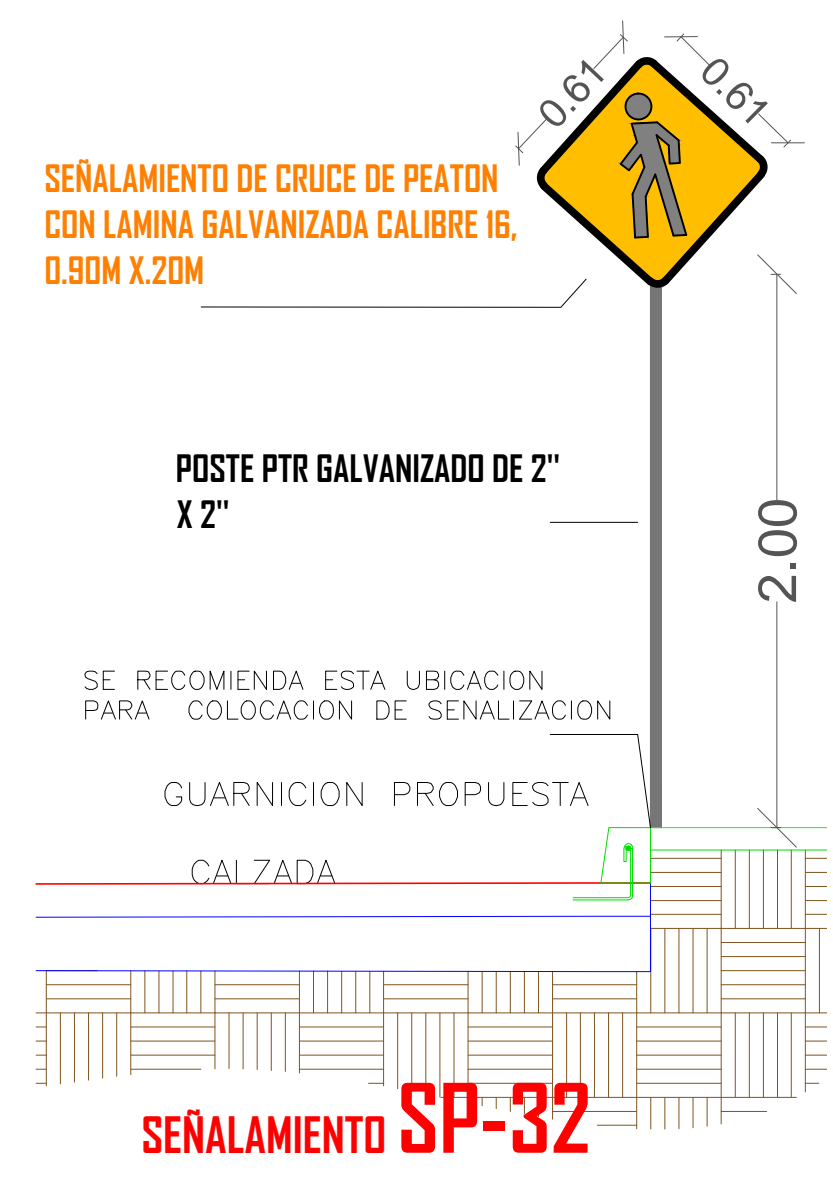 0.61
0.61
SEÑALAMIENTO DE CRUCE DE PEATON
CON LAMINA GALVANIZADA CALIBRE 16,
0.90M X.20M
POSTE PTR GALVANIZADO DE 2"
X 2"
2.00
SE RECOMIENDA ESTA UBICACION
PARA COLOCACION DE SENALIZACION
GUARNICION PROPUESTA
CALZADA
SEÑALAMIENTO SP-32